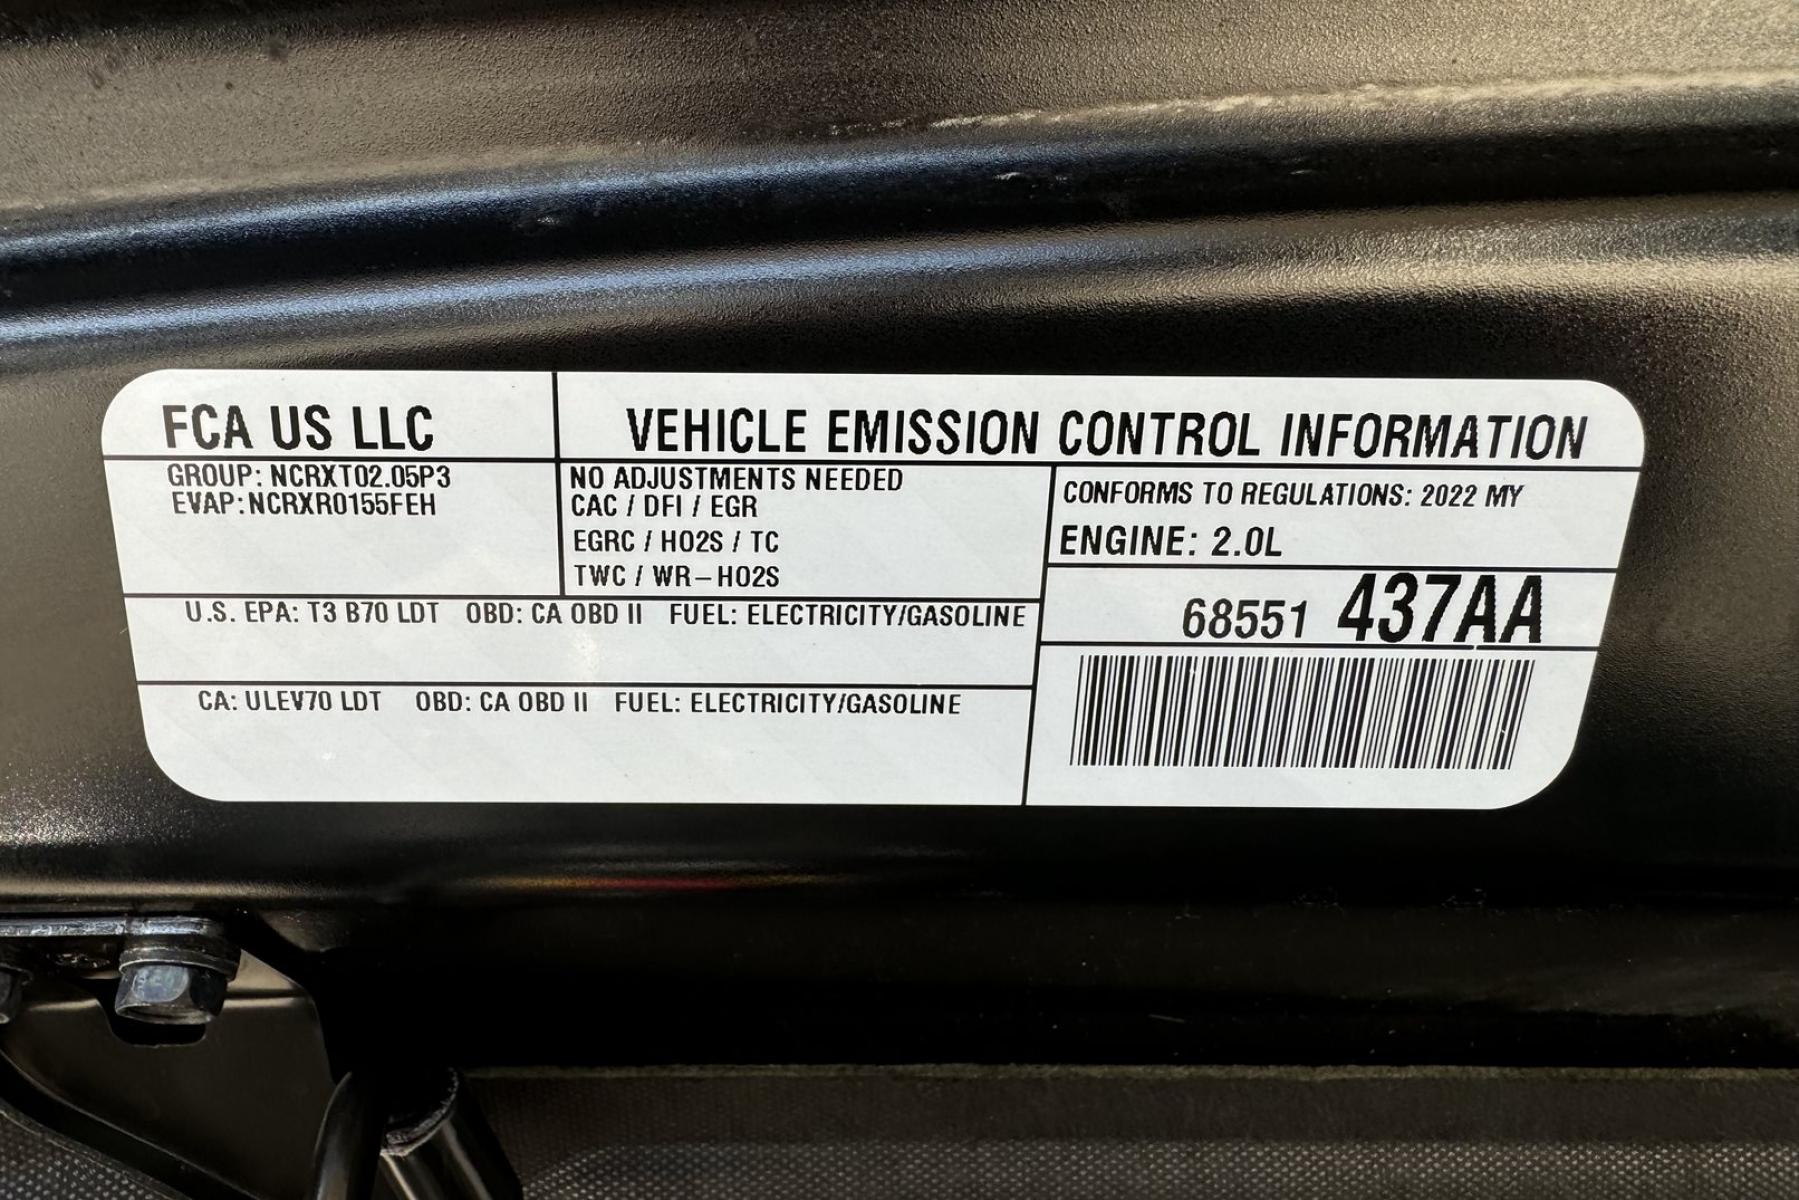 FCA US LLC
VEHICLE EMISSION CONTROL INFORMATION
GROUP: NCRXT02.05P3
EVAP: NCRXR0155FEH
NO ADJUSTMENTS NEEDED
CAC / DFI / EGR
EGRC / HO2S / TC
TWC / WR-HO2S
CONFORMS TO REGULATIONS: 2022 MY
ENGINE: 2.0L
U.S. EPA: T3 B70 LDT OBD: CA OBD II FUEL: ELECTRICITY/GASOLINE
68551 437AA
CA: ULEV70 LDT OBD: CA OBD II FUEL: ELECTRICITY/GASOLINE